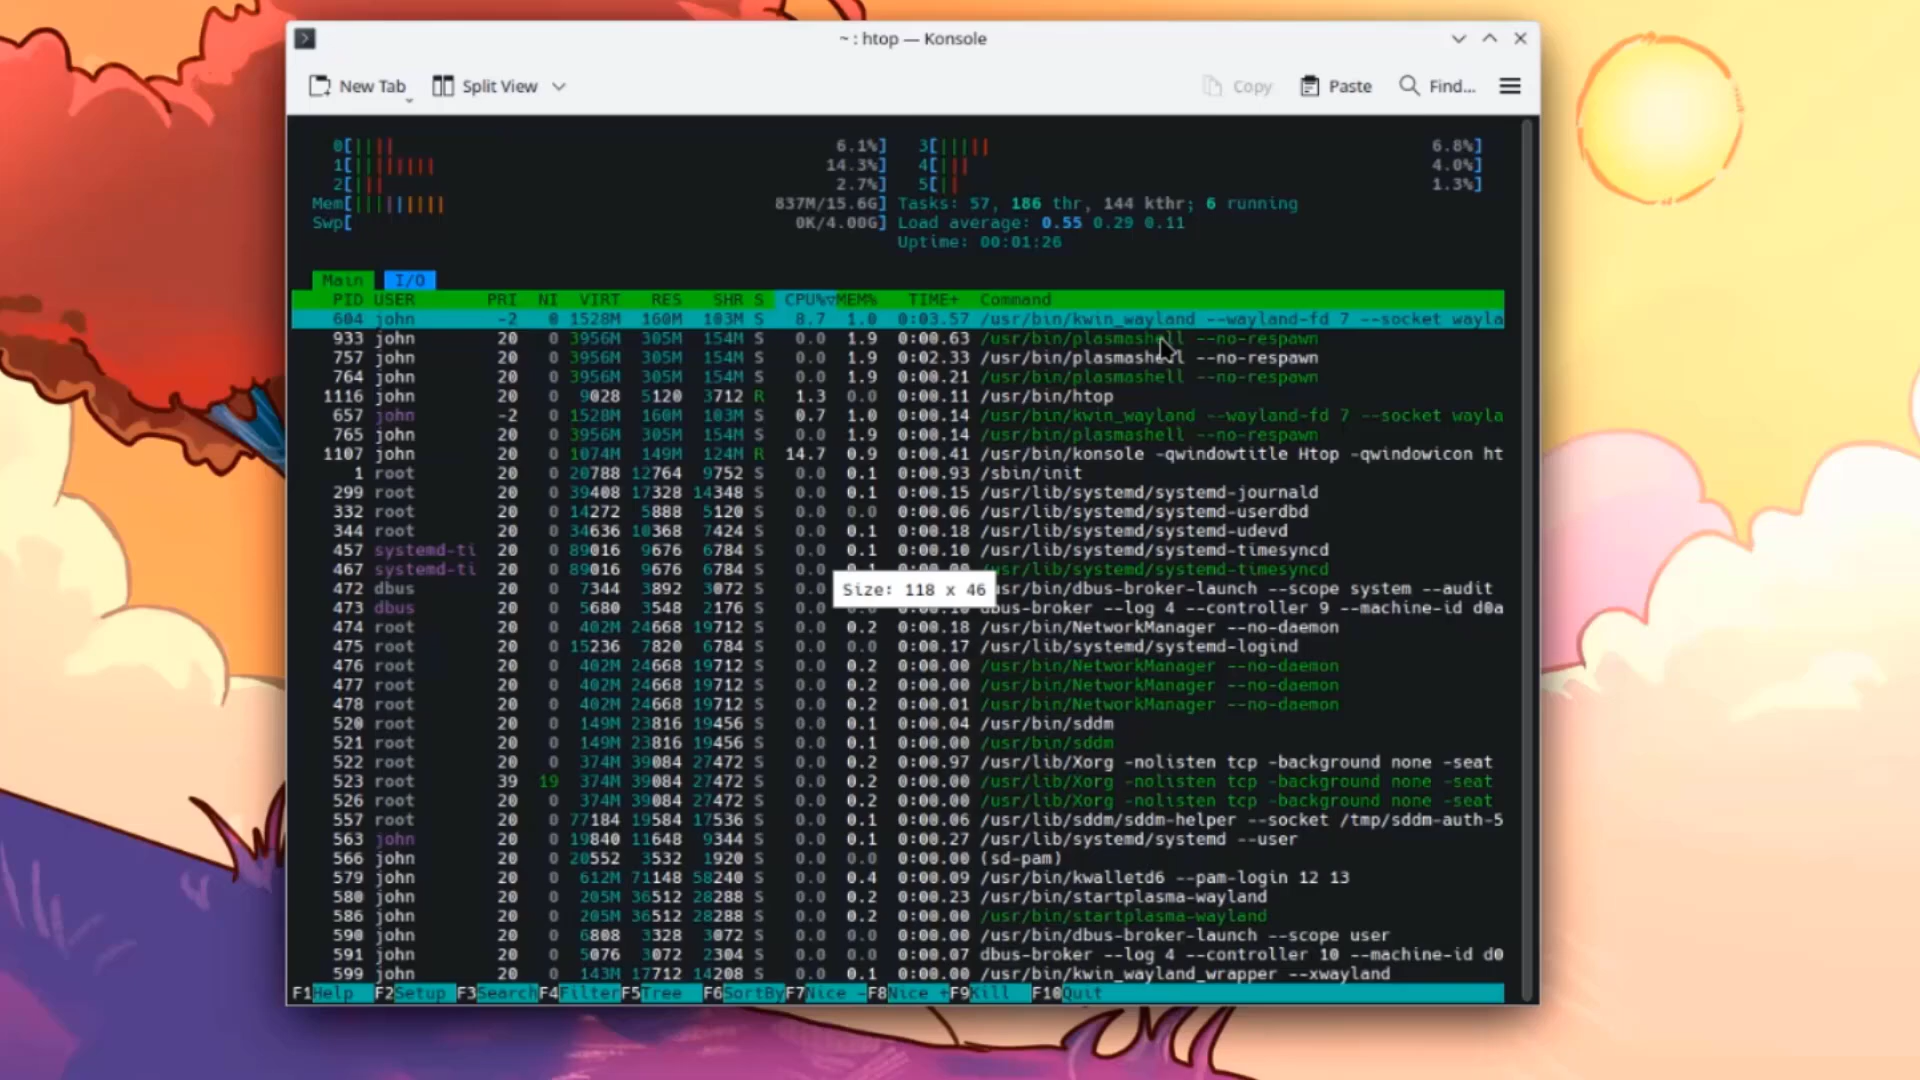 ~ : htop — Konsole
New Tab Split View Copy Paste Find...
0[|||| 6.1%] 3[||||| 6.8%]
1[|||||||| 14.3%] 4[||| 4.0%]
2[||| 2.7%] 5[|| 1.3%]
Mem[||||||||| 837M/15.6G] Tasks: 57, 186 thr, 144 kthr; 6 running
Swp[ 0K/4.00G] Load average: 0.55 0.29 0.11
Uptime: 00:01:26
Main I/O
PID USER PRI NI VIRT RES SHR S CPU%▽MEM% TIME+ Command
604 john -2 0 1528M 160M 103M S 8.7 1.0 0:03.57 /usr/bin/kwin_wayland --wayland-fd 7 --socket wayla
933 john 20 0 3956M 305M 154M S 0.0 1.9 0:00.63 /usr/bin/plasmashell --no-respawn
757 john 20 0 3956M 305M 154M S 0.0 1.9 0:02.33 /usr/bin/plasmashell --no-respawn
764 john 20 0 3956M 305M 154M S 0.0 1.9 0:00.21 /usr/bin/plasmashell --no-respawn
1116 john 20 0 9028 5120 3712 R 1.3 0.0 0:00.11 /usr/bin/htop
657 john -2 0 1528M 160M 103M S 0.7 1.0 0:00.14 /usr/bin/kwin_wayland --wayland-fd 7 --socket wayla
765 john 20 0 3956M 305M 154M S 0.0 1.9 0:00.14 /usr/bin/plasmashell --no-respawn
1107 john 20 0 1074M 149M 124M R 14.7 0.9 0:00.41 /usr/bin/konsole -qwindowtitle Htop -qwindowicon ht
1 root 20 0 20788 12764 9752 S 0.0 0.1 0:00.93 /sbin/init
299 root 20 0 39408 17328 14348 S 0.0 0.1 0:00.15 /usr/lib/systemd/systemd-journald
332 root 20 0 14272 5888 5120 S 0.0 0.0 0:00.06 /usr/lib/systemd/systemd-userdbd
344 root 20 0 34636 10368 7424 S 0.0 0.1 0:00.18 /usr/lib/systemd/systemd-udevd
457 systemd-ti 20 0 89016 9676 6784 S 0.0 0.1 0:00.10 /usr/lib/systemd/systemd-timesyncd
467 systemd-ti 20 0 89016 9676 6784 S 0.0 /usr/lib/systemd/systemd-timesyncd
472 dbus 20 0 7344 3892 3072 S 0.0 Size: 118 x 46 usr/bin/dbus-broker-launch --scope system --audit
473 dbus 20 0 5680 3548 2176 S 0.0 dbus-broker --log 4 --controller 9 --machine-id d0a
474 root 20 0 402M 24668 19712 S 0.0 0.2 0:00.18 /usr/bin/NetworkManager --no-daemon
475 root 20 0 15236 7820 6784 S 0.0 0.0 0:00.17 /usr/lib/systemd/systemd-logind
476 root 20 0 402M 24668 19712 S 0.0 0.2 0:00.00 /usr/bin/NetworkManager --no-daemon
477 root 20 0 402M 24668 19712 S 0.0 0.2 0:00.00 /usr/bin/NetworkManager --no-daemon
478 root 20 0 402M 24668 19712 S 0.0 0.2 0:00.01 /usr/bin/NetworkManager --no-daemon
520 root 20 0 149M 23816 19456 S 0.0 0.1 0:00.04 /usr/bin/sddm
521 root 20 0 149M 23816 19456 S 0.0 0.1 0:00.00 /usr/bin/sddm
522 root 20 0 374M 39084 27472 S 0.0 0.2 0:00.97 /usr/lib/Xorg -nolisten tcp -background none -seat
523 root 39 19 374M 39084 27472 S 0.0 0.2 0:00.00 /usr/lib/Xorg -nolisten tcp -background none -seat
526 root 20 0 374M 39084 27472 S 0.0 0.2 0:00.00 /usr/lib/Xorg -nolisten tcp -background none -seat
557 root 20 0 77184 19584 17536 S 0.0 0.1 0:00.06 /usr/lib/sddm/sddm-helper --socket /tmp/sddm-auth-5
563 john 20 0 19840 11648 9344 S 0.0 0.1 0:00.27 /usr/lib/systemd/systemd --user
566 john 20 0 20552 3532 1920 S 0.0 0.0 0:00.00 (sd-pam)
579 john 20 0 612M 71148 58240 S 0.0 0.4 0:00.09 /usr/bin/kwalletd6 --pam-login 12 13
580 john 20 0 205M 36512 28288 S 0.0 0.2 0:00.23 /usr/bin/startplasma-wayland
586 john 20 0 205M 36512 28288 S 0.0 0.2 0:00.00 /usr/bin/startplasma-wayland
590 john 20 0 6808 3328 3072 S 0.0 0.0 0:00.00 /usr/bin/dbus-broker-launch --scope user
591 john 20 0 5076 3072 2304 S 0.0 0.0 0:00.07 dbus-broker --log 4 --controller 10 --machine-id d0
599 john 20 0 143M 17712 14208 S 0.0 0.1 0:00.00 /usr/bin/kwin_wayland_wrapper --xwayland
F1Help F2Setup F3SearchF4FilterF5Tree F6SortByF7Nice -F8Nice +F9Kill F10Quit